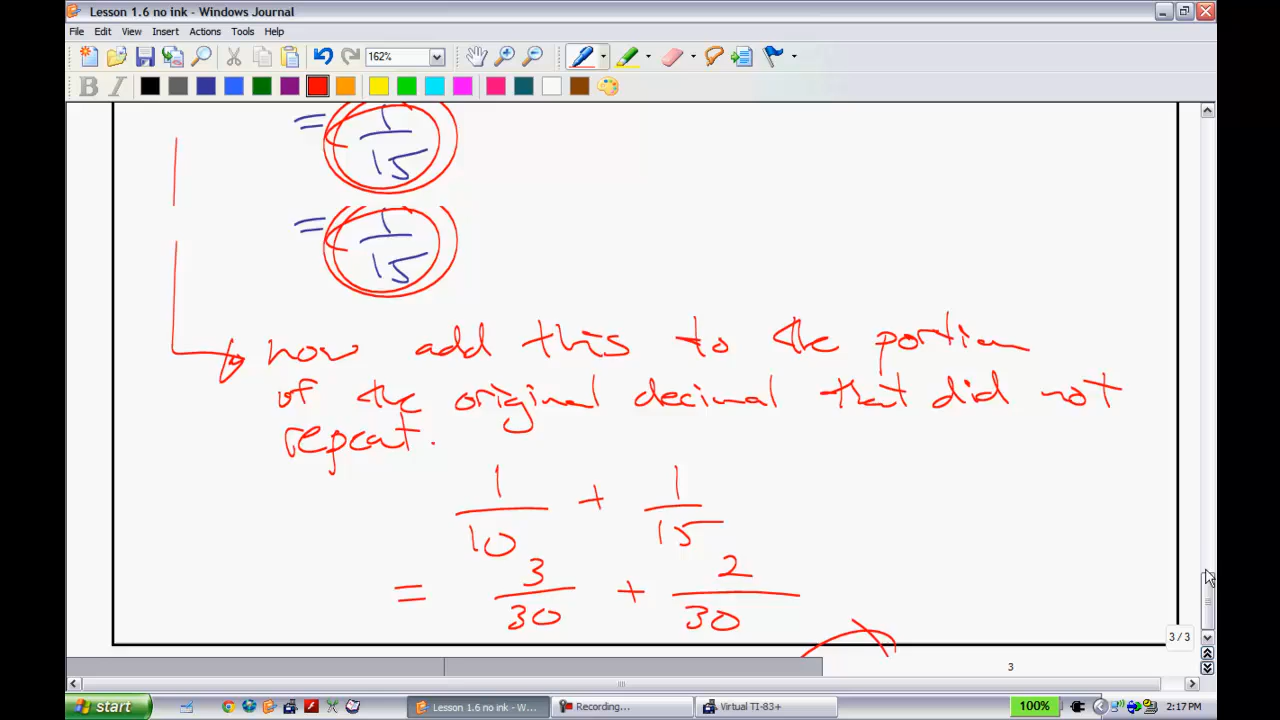 Lesson 1.6 no ink - Windows Journal
File Edit View Insert Actions Tools Help
162%
B I
= 1/15
= 1/15
now add this to the portion
of the original decimal that did not
repeat.
1/10 + 1/15
= 3/30 + 2/30
3 / 3
3
start Lesson 1.6 no ink - W... Recording... Virtual TI-83+ 100% 2:17 PM